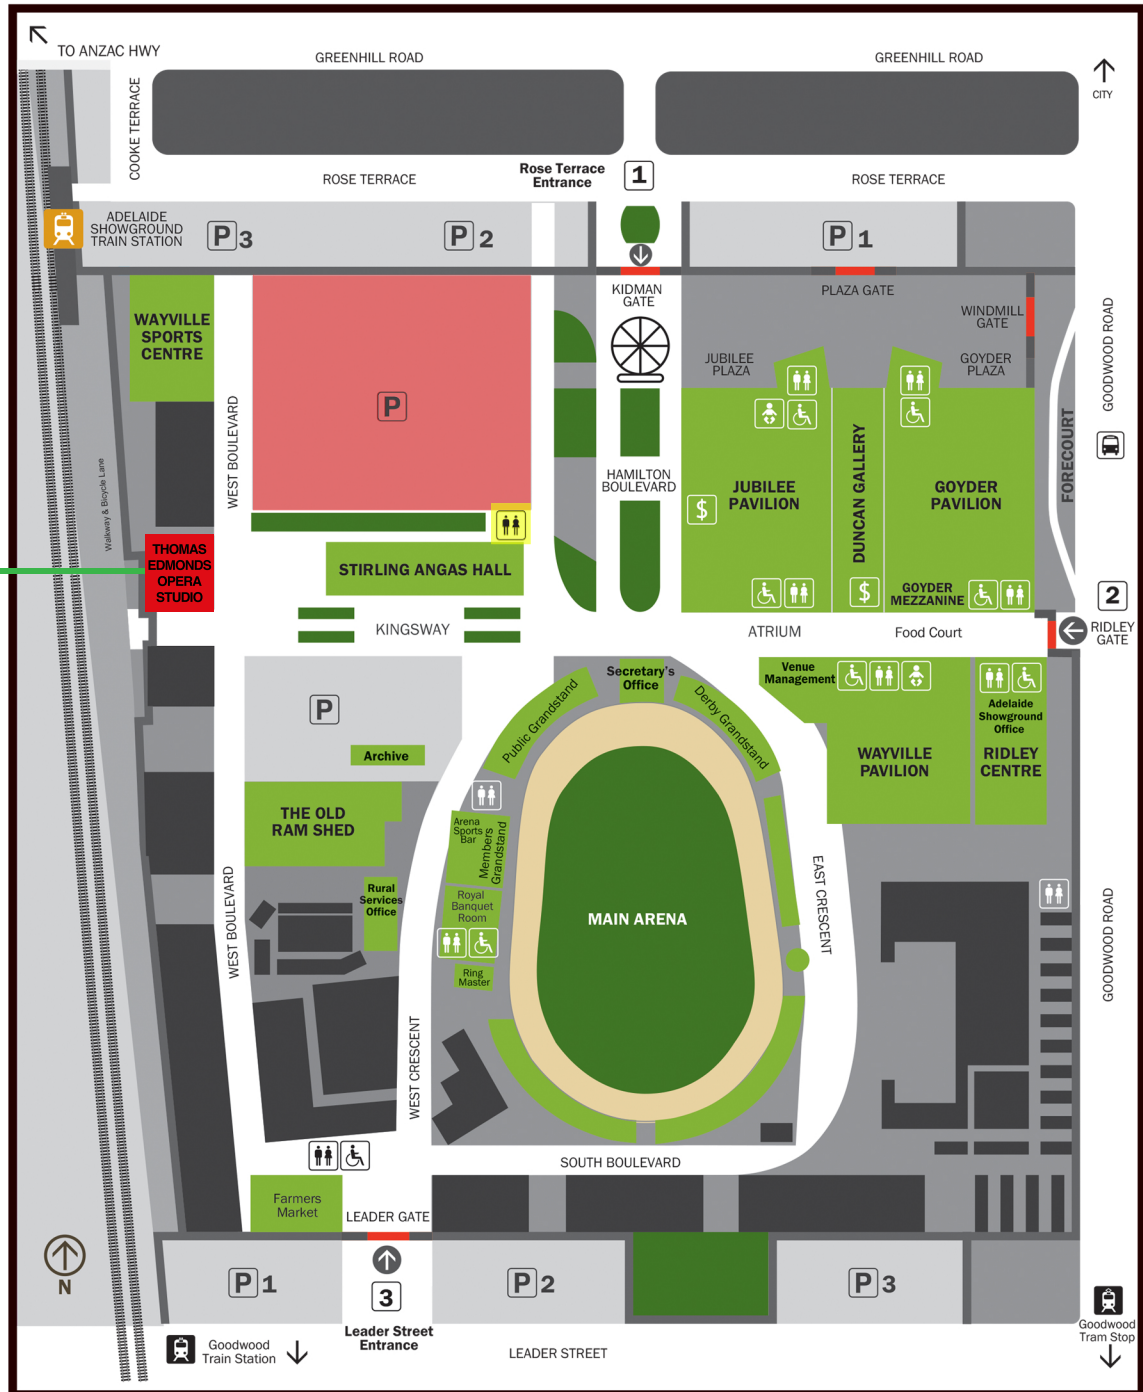 TO ANZAC HWY
GREENHILL ROAD
GREENHILL ROAD
CITY
COOKE TERRACE
Rose Terrace
Entrance
1
ROSE TERRACE
ROSE TERRACE
ADELAIDE
SHOWGROUND
TRAIN STATION
P 3
P 2
P 1
KIDMAN
GATE
PLAZA GATE
WINDMILL
GATE
WAYVILLE
SPORTS
CENTRE
JUBILEE
PLAZA
GOYDER
PLAZA
GOODWOOD ROAD
P
WEST BOULEVARD
HAMILTON
BOULEVARD
JUBILEE
PAVILION
DUNCAN GALLERY
GOYDER
PAVILION
FORECOURT
$
Walkway & Bicycle Lane
THOMAS
EDMONDS
OPERA
STUDIO
STIRLING ANGAS HALL
$
GOYDER
MEZZANINE
2
RIDLEY
GATE
KINGSWAY
ATRIUM
Food Court
Secretary's
Office
Venue
Management
Public Grandstand
Derby Grandstand
P
Adelaide
Showground
Office
Archive
WAYVILLE
PAVILION
RIDLEY
CENTRE
THE OLD
RAM SHED
Arena
Sports
Bar
Members
Grandstand
Rural
Services
Office
Royal
Banquet
Room
MAIN ARENA
EAST CRESCENT
WEST BOULEVARD
GOODWOOD ROAD
Ring
Master
WEST CRESCENT
SOUTH BOULEVARD
Farmers
Market
LEADER GATE
N
P 1
3
P 2
P 3
Leader Street
Entrance
Goodwood
Train Station
LEADER STREET
Goodwood
Tram Stop